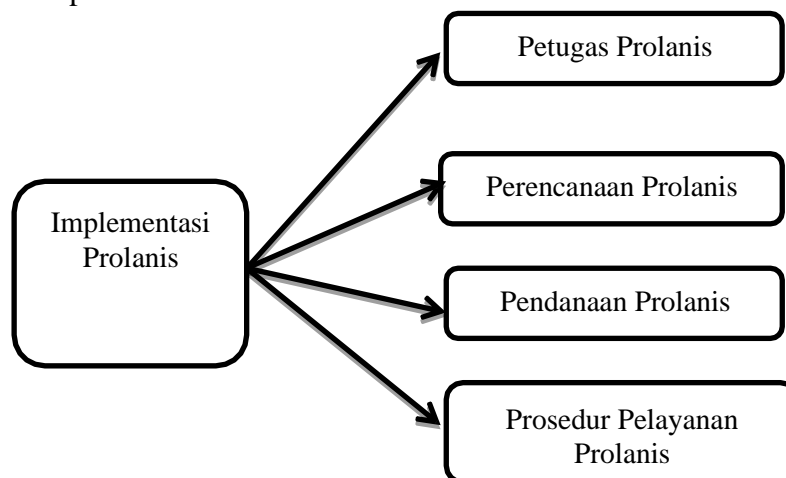 Petugas Prolanis
Perencanaan Prolanis
Implementasi
Prolanis
Pendanaan Prolanis
Prosedur Pelayanan
Prolanis